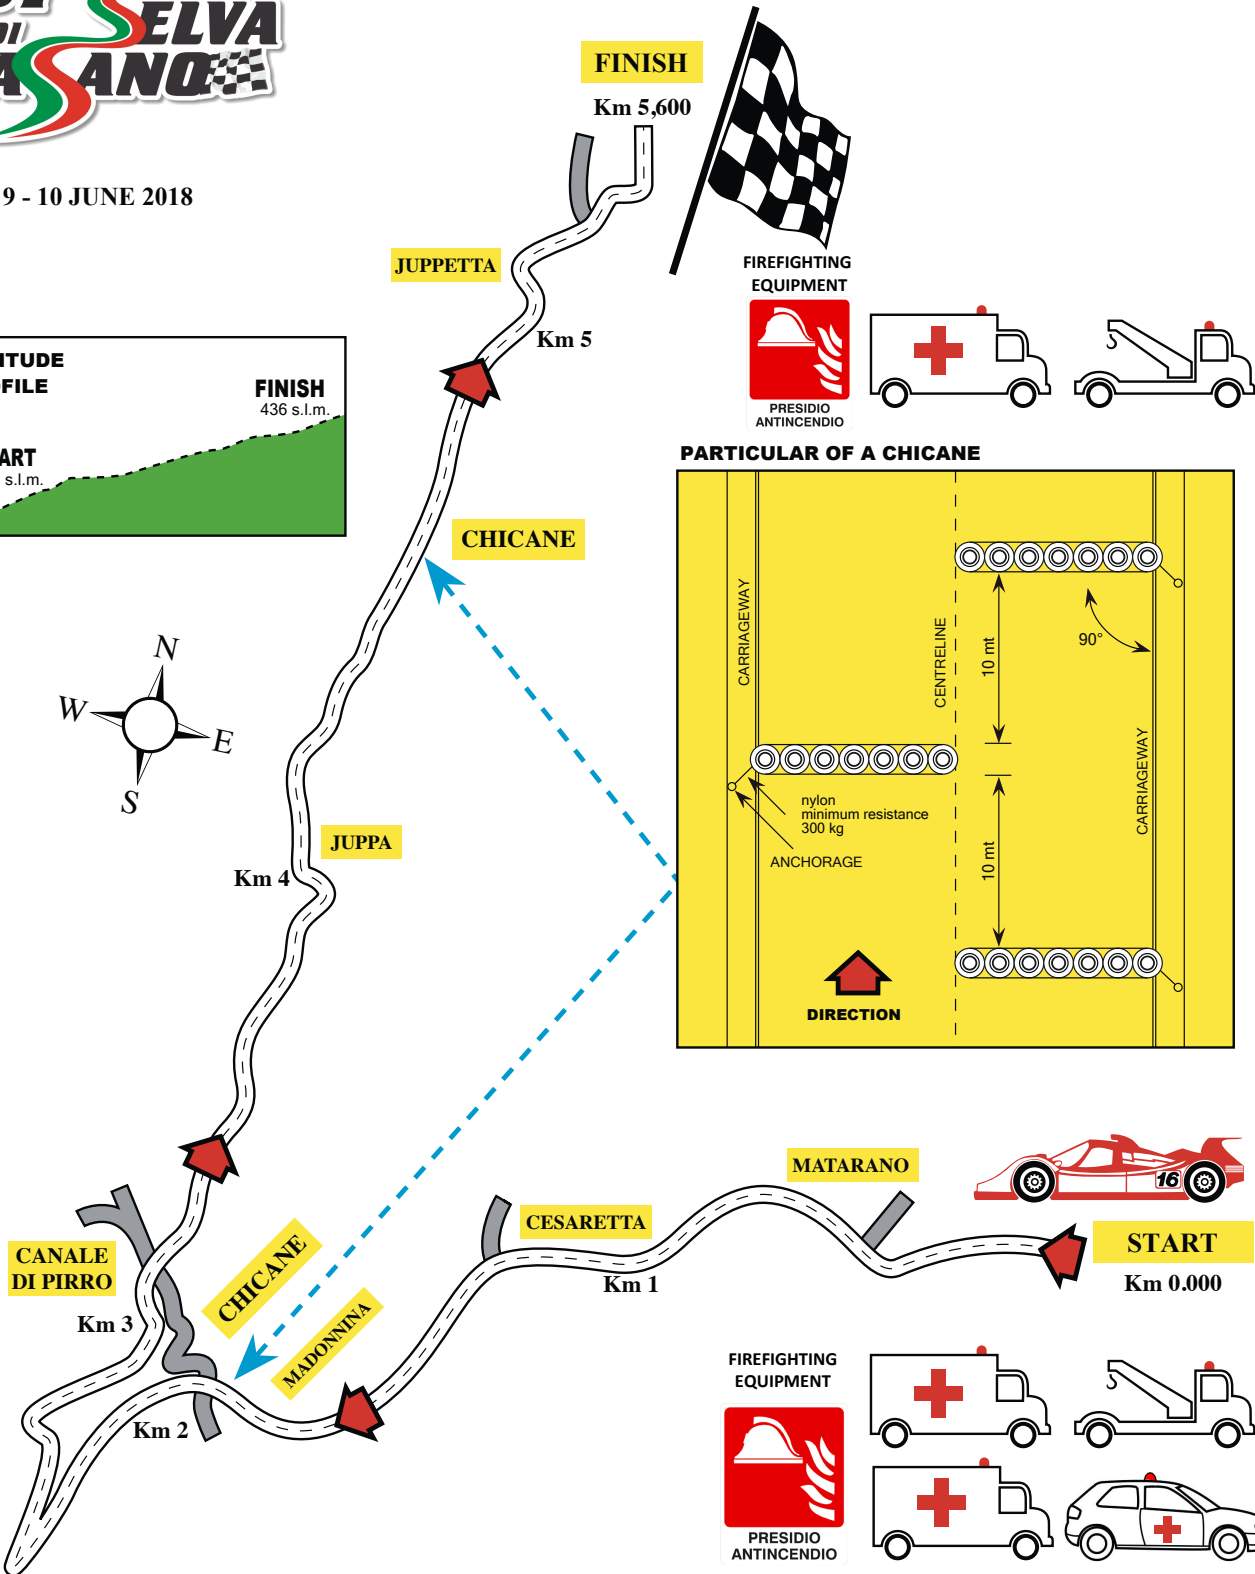 DI
SELVA
ASANO
9 - 10 JUNE 2018
FINISH
Km 5,600
JUPPETTA
Km 5
FIREFIGHTING
EQUIPMENT
PRESIDIO
ANTINCENDIO
ITUDE
FILE
FINISH
436 s.l.m.
ART
s.l.m.
PARTICULAR OF A CHICANE
CARRIAGEWAY
CENTRELINE
10 mt
90°
CARRIAGEWAY
nylon
minimum resistance
300 kg
ANCHORAGE
10 mt
DIRECTION
CHICANE
N
W
E
S
JUPPA
Km 4
MATARANO
16
CESARETTA
START
Km 0.000
Km 1
CANALE
DI PIRRO
CHICANE
Km 3
MADONNINA
Km 2
FIREFIGHTING
EQUIPMENT
PRESIDIO
ANTINCENDIO